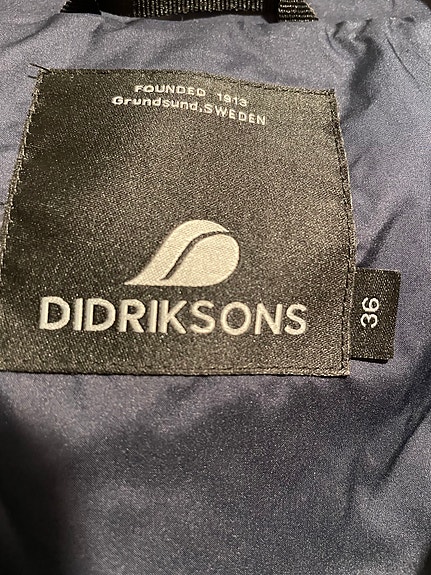 FOUNDED 1913
Grundsund, SWEDEN
DIDRIKSONS
36